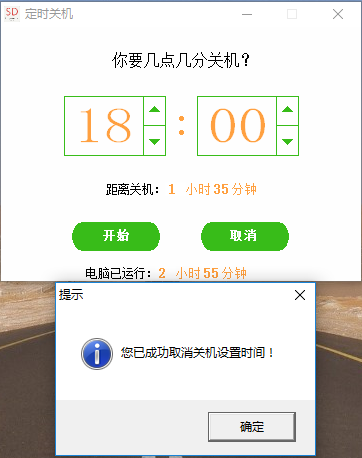 SD 定时关机
你要几点几分关机？
18 : 00
距离关机：1 小时 35 分钟
开始 取消
电脑已运行：2 小时 55 分钟
提示
您已成功取消关机设置时间！
确定